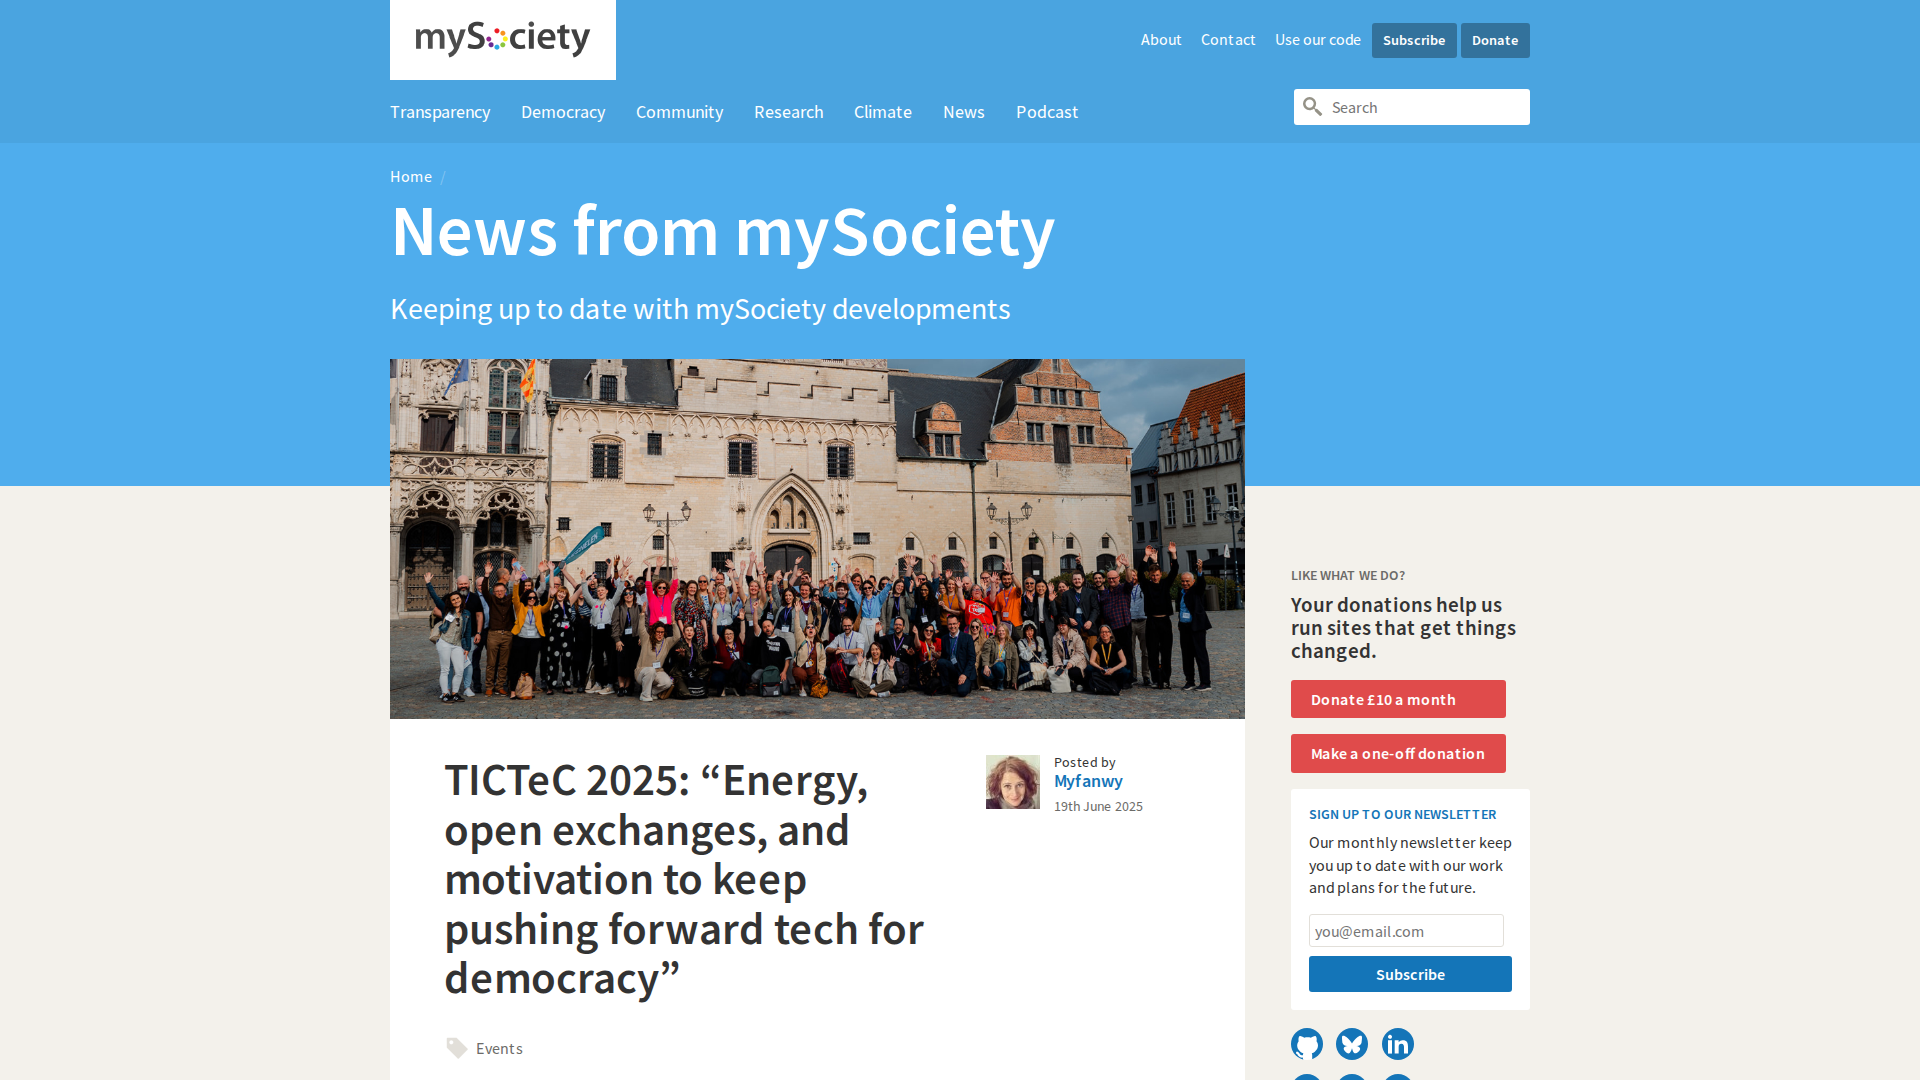 mySociety
About
Contact
Use our code
Subscribe
Donate
Transparency
Democracy
Community
Research
Climate
News
Podcast
Search
Home /
News from mySociety
Keeping up to date with mySociety developments
TICTeC 2025: “Energy,
open exchanges, and
motivation to keep
pushing forward tech for
democracy”
Posted by
Myfanwy
19th June 2025
Events
LIKE WHAT WE DO?
Your donations help us
run sites that get things
changed.
Donate £10 a month
Make a one-off donation
SIGN UP TO OUR NEWSLETTER
Our monthly newsletter keep
you up to date with our work
and plans for the future.
you@email.com
Subscribe